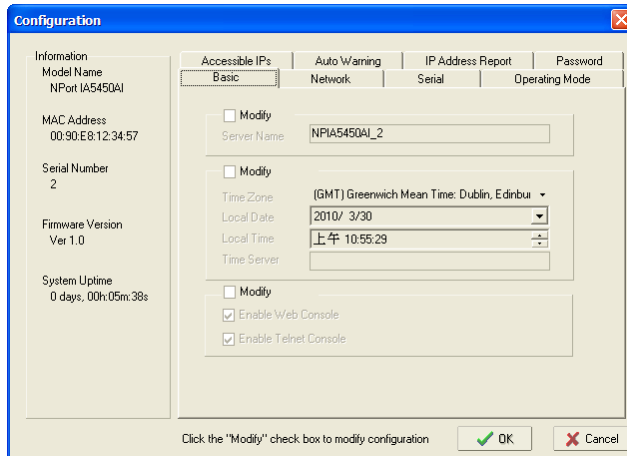 Configuration
Information
Model Name
NPort IA5450AI
MAC Address
00:90:E8:12:34:57
Serial Number
2
Firmware Version
Ver 1.0
System Uptime
0 days, 00h:05m:38s
Accessible IPs
Auto Warning
IP Address Report
Password
Basic
Network
Serial
Operating Mode
Modify
Server Name
NPIA5450AI_2
Modify
Time Zone
(GMT) Greenwich Mean Time: Dublin, Edinbur
Local Date
2010/ 3/30
Local Time
上午 10:55:29
Time Server
Modify
Enable Web Console
Enable Telnet Console
Click the "Modify" check box to modify configuration
OK
Cancel